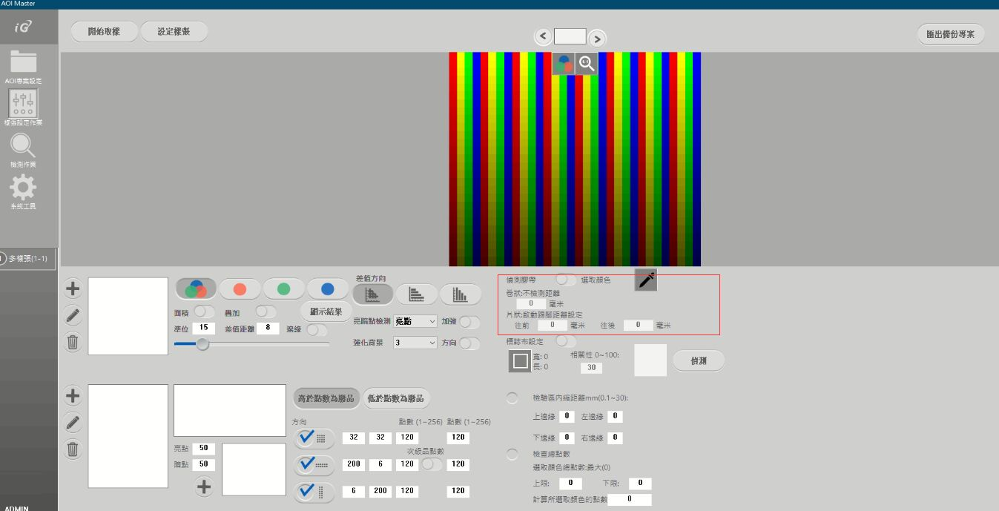 AOI Master
iG
開始取樣
設定樣張
匯出備份專案
AOI專案設定
樣張設定作業
檢測作業
系統工具
多樣張(1-1)
差值方向
面積
疊加
顯示結果
準位 15 差值距離 8 邊緣
亮暗點檢測 亮點 加強
強化背景 3 方向
偵測膠帶 選取顏色
卷狀:不檢測距離
0 毫米
片狀:啟動踢腳距離設定
往前 0 毫米 往後 0 毫米
標誌布設定
寬: 0 相關性 0~100:
長: 0 30
偵測
高於點數為廢品 低於點數為廢品
方向 點數 (1~256) 點數 (1~256)
32 32 120 120
次級品點數
200 6 120 120
6 200 120 120
亮點 50
暗點 50
檢驗區內縮距離mm(0.1~30):
上邊緣 0 左邊緣 0
下邊緣 0 右邊緣 0
檢查總點數
選取顏色總點數:最大(0)
上限: 0 下限: 0
計算所選取顏色的點數 0
ADMIN